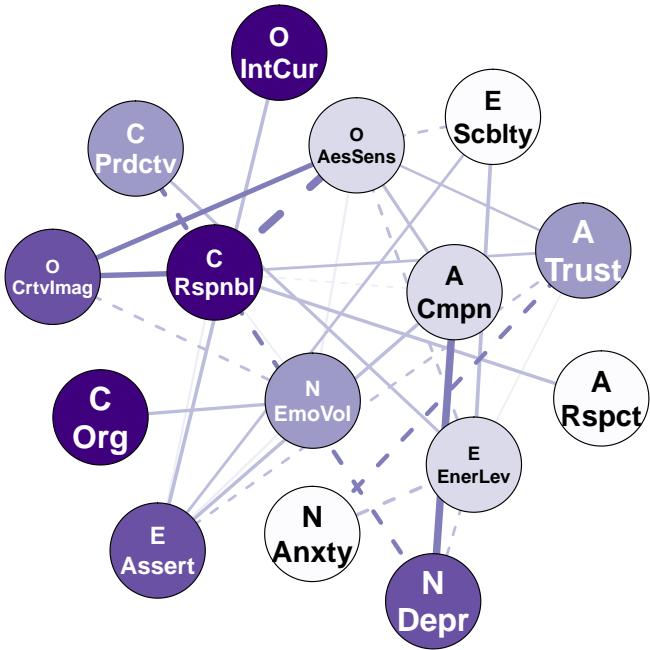 O
IntCur
E
Scblty
C
Prdctv
O
AesSens
A
Trust
O
CrtvImag
C
Rspnbl
A
Cmpn
A
Rspct
C
Org
N
EmoVol
E
EnerLev
E
Assert
N
Anxty
N
Depr